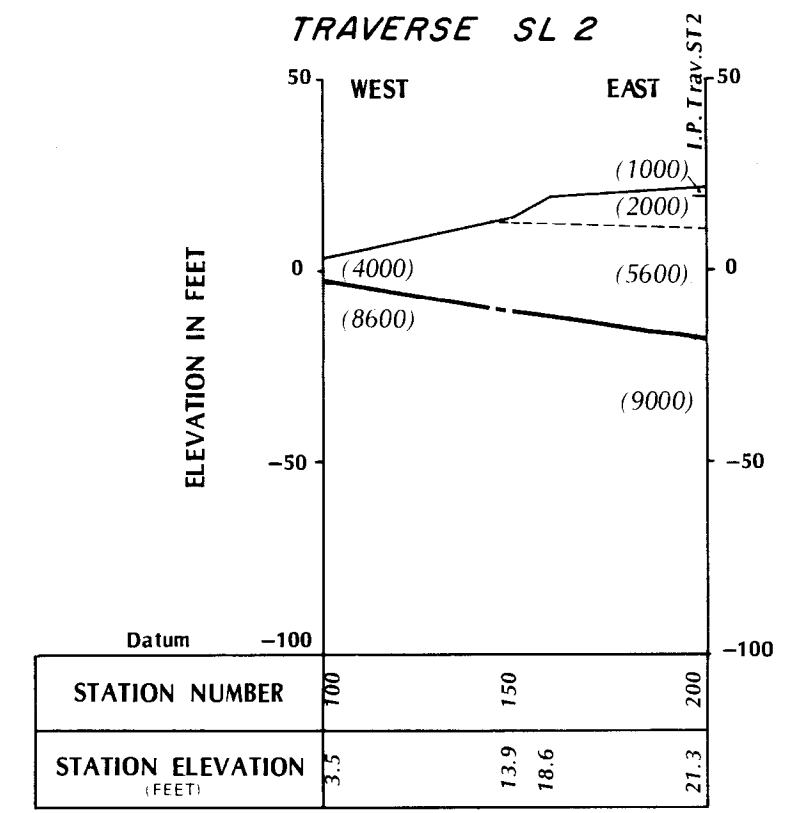 TRAVERSE SL 2
I.P. Trav. ST2
50 WEST EAST 50
(1000)
(2000)
0 (4000) (5600) 0
(8600)
(9000)
ELEVATION IN FEET
-50 -50
Datum -100 -100
STATION NUMBER 100 150 200
STATION ELEVATION 3.5 13.9 18.6 21.3
(FEET)